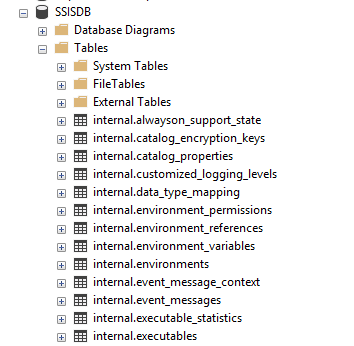 SSISDB
Database Diagrams
Tables
System Tables
FileTables
External Tables
internal.alwayson_support_state
internal.catalog_encryption_keys
internal.catalog_properties
internal.customized_logging_levels
internal.data_type_mapping
internal.environment_permissions
internal.environment_references
internal.environment_variables
internal.environments
internal.event_message_context
internal.event_messages
internal.executable_statistics
internal.executables